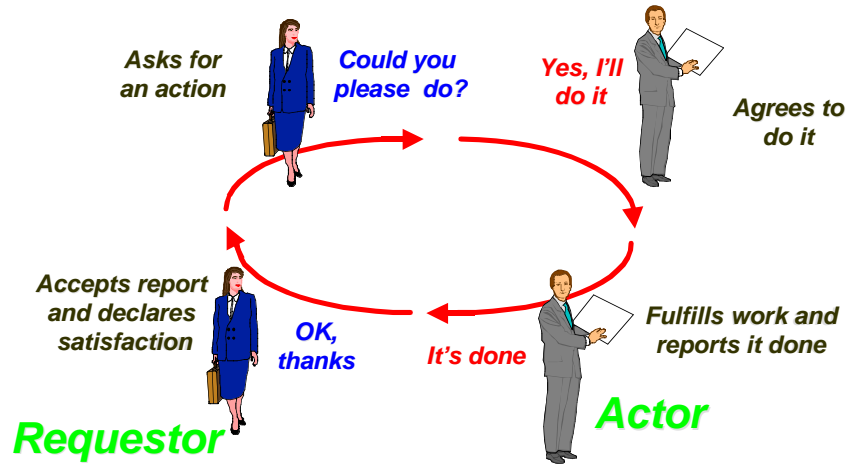 Asks for
an action
Could you
please do?
Yes, I'll
do it
Agrees to
do it
Accepts report
and declares
satisfaction
OK,
thanks
It's done
Fulfills work and
reports it done
Requestor
Actor